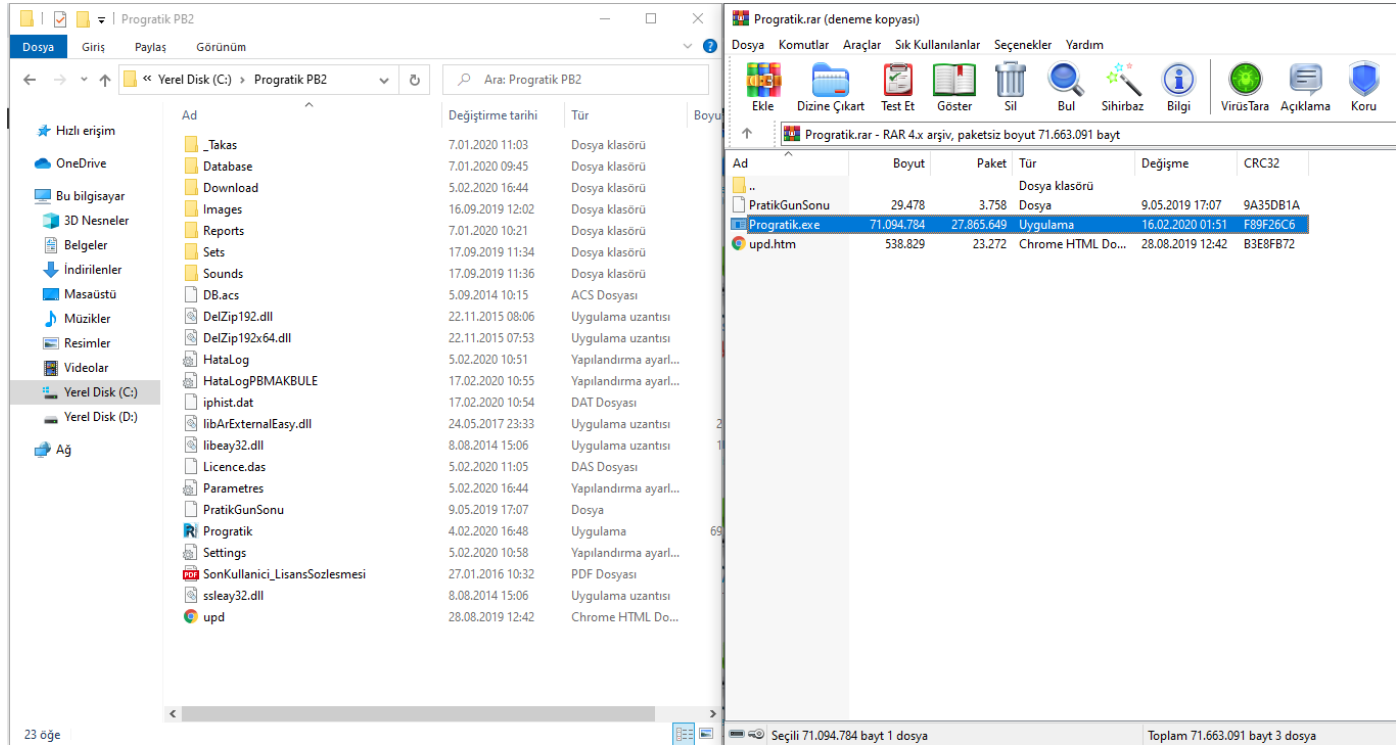 Progratik PB2
Dosya Giriş Paylaş Görünüm
« Yerel Disk (C:) › Progratik PB2
Ara: Progratik PB2
Hızlı erişim
OneDrive
Bu bilgisayar
3D Nesneler
Belgeler
İndirilenler
Masaüstü
Müzikler
Resimler
Videolar
Yerel Disk (C:)
Yerel Disk (D:)
Ağ
Ad Değiştirme tarihi Tür Boyu
_Takas 7.01.2020 11:03 Dosya klasörü
Database 7.01.2020 09:45 Dosya klasörü
Download 5.02.2020 16:44 Dosya klasörü
Images 16.09.2019 12:02 Dosya klasörü
Reports 7.01.2020 10:21 Dosya klasörü
Sets 17.09.2019 11:34 Dosya klasörü
Sounds 17.09.2019 11:36 Dosya klasörü
DB.acs 5.09.2014 10:15 ACS Dosyası
DelZip192.dll 22.11.2015 08:06 Uygulama uzantısı
DelZip192x64.dll 22.11.2015 07:53 Uygulama uzantısı
HataLog 5.02.2020 10:51 Yapılandırma ayarl...
HataLogPBMAKBULE 17.02.2020 10:55 Yapılandırma ayarl...
iphist.dat 17.02.2020 10:54 DAT Dosyası
libArExternalEasy.dll 24.05.2017 23:33 Uygulama uzantısı 2
libeay32.dll 8.08.2014 15:06 Uygulama uzantısı 1
Licence.das 5.02.2020 11:05 DAS Dosyası
Parametres 5.02.2020 16:44 Yapılandırma ayarl...
PratikGunSonu 9.05.2019 17:07 Dosya
Progratik 4.02.2020 16:48 Uygulama 69
Settings 5.02.2020 10:58 Yapılandırma ayarl...
SonKullanici_LisansSozlesmesi 27.01.2016 10:32 PDF Dosyası
ssleay32.dll 8.08.2014 15:06 Uygulama uzantısı
upd 28.08.2019 12:42 Chrome HTML Do...
23 öğe
Progratik.rar (deneme kopyası)
Dosya Komutlar Araçlar Sık Kullanılanlar Seçenekler Yardım
Ekle Dizine Çıkart Test Et Göster Sil Bul Sihirbaz Bilgi VirüsTara Açıklama Koru
Progratik.rar - RAR 4.x arşiv, paketsiz boyut 71.663.091 bayt
Ad Boyut Paket Tür Değişme CRC32
.. Dosya klasörü
PratikGunSonu 29.478 3.758 Dosya 9.05.2019 17:07 9A35DB1A
Progratik.exe 71.094.784 27.865.649 Uygulama 16.02.2020 01:51 F89F26C6
upd.htm 538.829 23.272 Chrome HTML Do... 28.08.2019 12:42 B3E8FB72
Seçili 71.094.784 bayt 1 dosya
Toplam 71.663.091 bayt 3 dosya